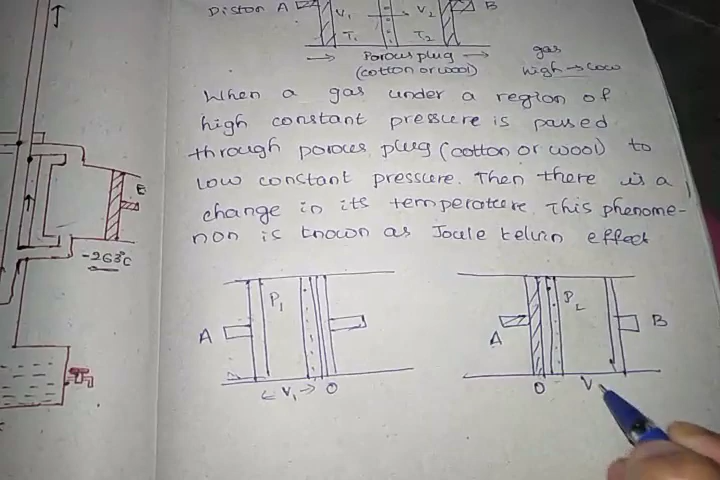 Piston A
B
V₁
V₂
T₁
T₂
Porous plug
(cotton or wool)
gas
high → low
When a gas under a region of
high constant pressure is passed
through porous plug (cotton or wool) to
low constant pressure. Then there is a
change in its temperature. This phenome-
non is known as Joule kelvin effect
B
-263°C
A
P₁
← V₁ →
O
A
P₂
B
O
V